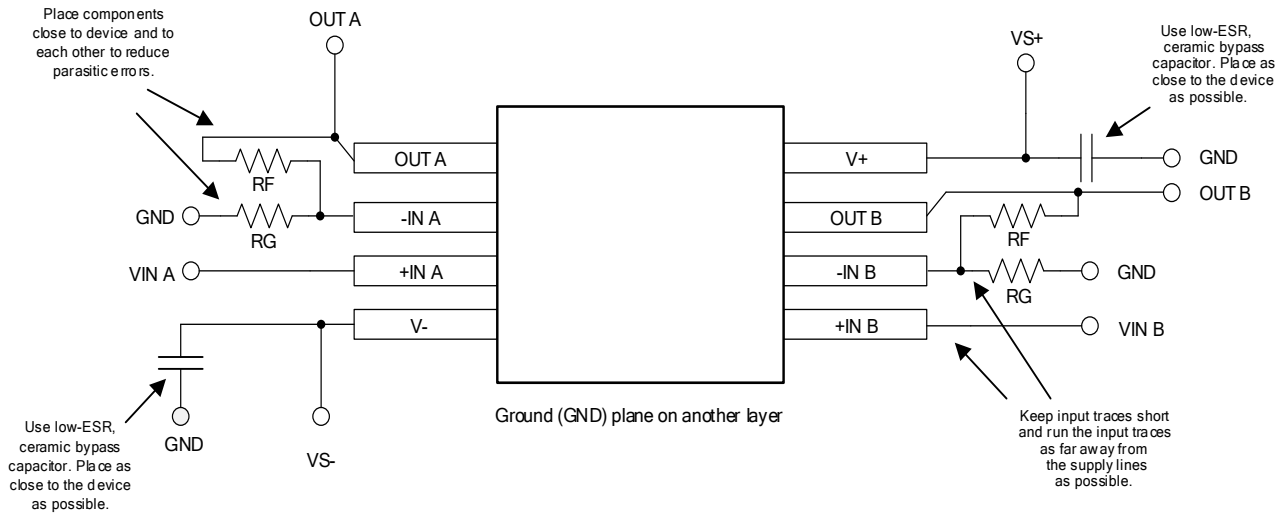 Place components
close to device and to
each other to reduce
parasitic errors.
OUT A
VS+
Use low-ESR,
ceramic bypass
capacitor. Place as
close to the device
as possible.
OUT A
V+
GND
RF
OUT B
GND
-IN A
OUT B
RG
RF
VIN A
+IN A
-IN B
GND
RG
V-
+IN B
VIN B
Ground (GND) plane on another layer
GND
VS-
Use low-ESR,
ceramic bypass
capacitor. Place as
close to the device
as possible.
Keep input traces short
and run the input traces
as far away from
the supply lines
as possible.